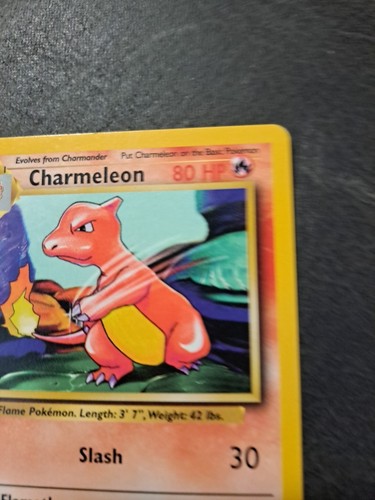 Evolves from Charmander Put Charmeleon on the Basic Pokémon
Charmeleon 80 HP
Flame Pokémon. Length: 3' 7", Weight: 42 lbs.
Slash 30